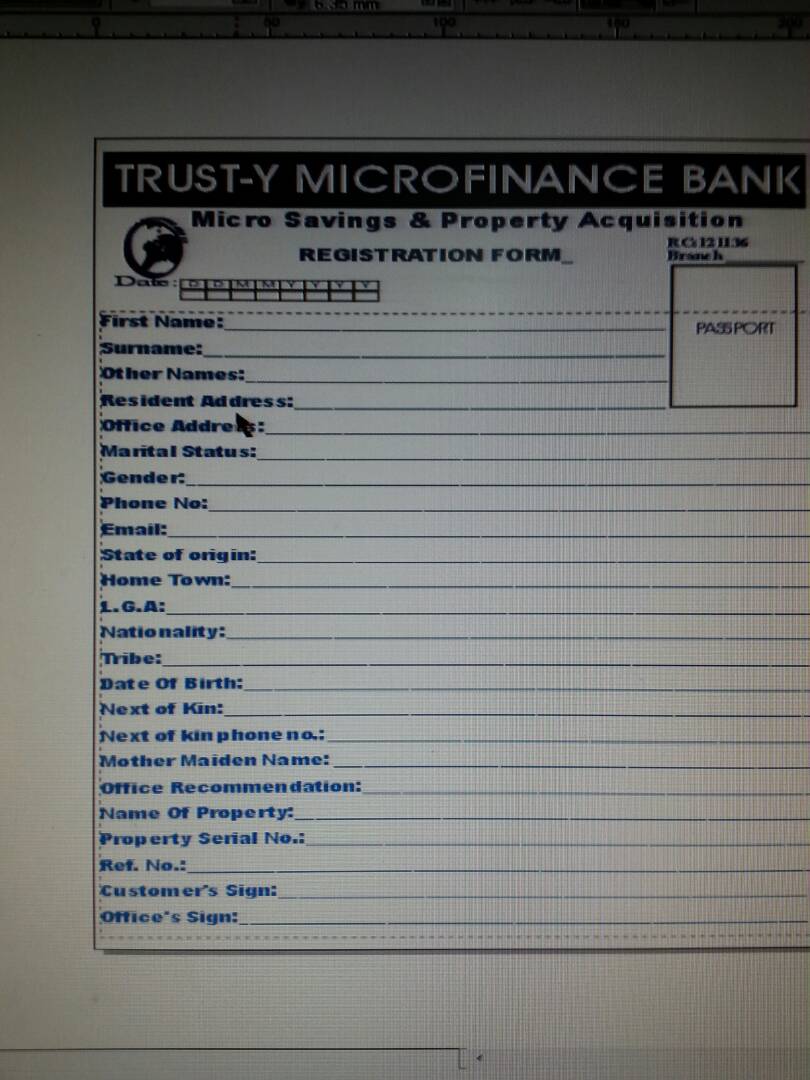 6.35 mm
0 50 100 150 200
TRUST-Y MICROFINANCE BANK
Micro Savings & Property Acquisition
REGISTRATION FORM_
RC:121136
Branch
Date: D D M M Y Y Y Y
PASSPORT
First Name:
Surname:
Other Names:
Resident Address:
Office Address:
Marital Status:
Gender:
Phone No:
Email:
State of origin:
Home Town:
L.G.A:
Nationality:
Tribe:
Date Of Birth:
Next of Kin:
Next of kin phone no.:
Mother Maiden Name:
Office Recommendation:
Name Of Property:
Property Serial No.:
Ref. No.:
Customer's Sign:
Office's Sign: